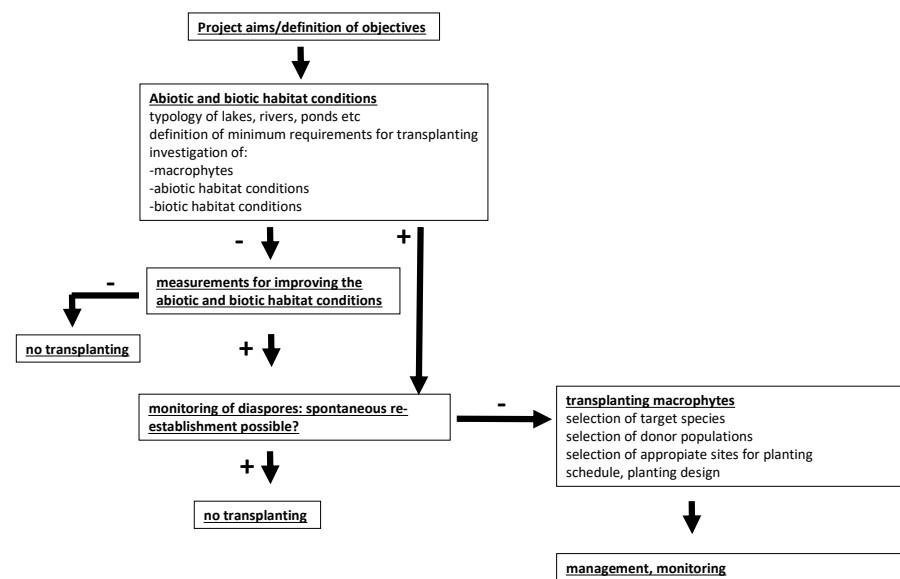 Project aims/definition of objectives
Abiotic and biotic habitat conditions
typology of lakes, rivers, ponds etc
definition of minimum requirements for transplanting
investigation of:
-macrophytes
-abiotic habitat conditions
-biotic habitat conditions
-
+
-
measurements for improving the
abiotic and biotic habitat conditions
no transplanting
+
monitoring of diaspores: spontaneous re-
establishment possible?
-
transplanting macrophytes
selection of target species
selection of donor populations
selection of appropiate sites for planting
schedule, planting design
+
no transplanting
management, monitoring